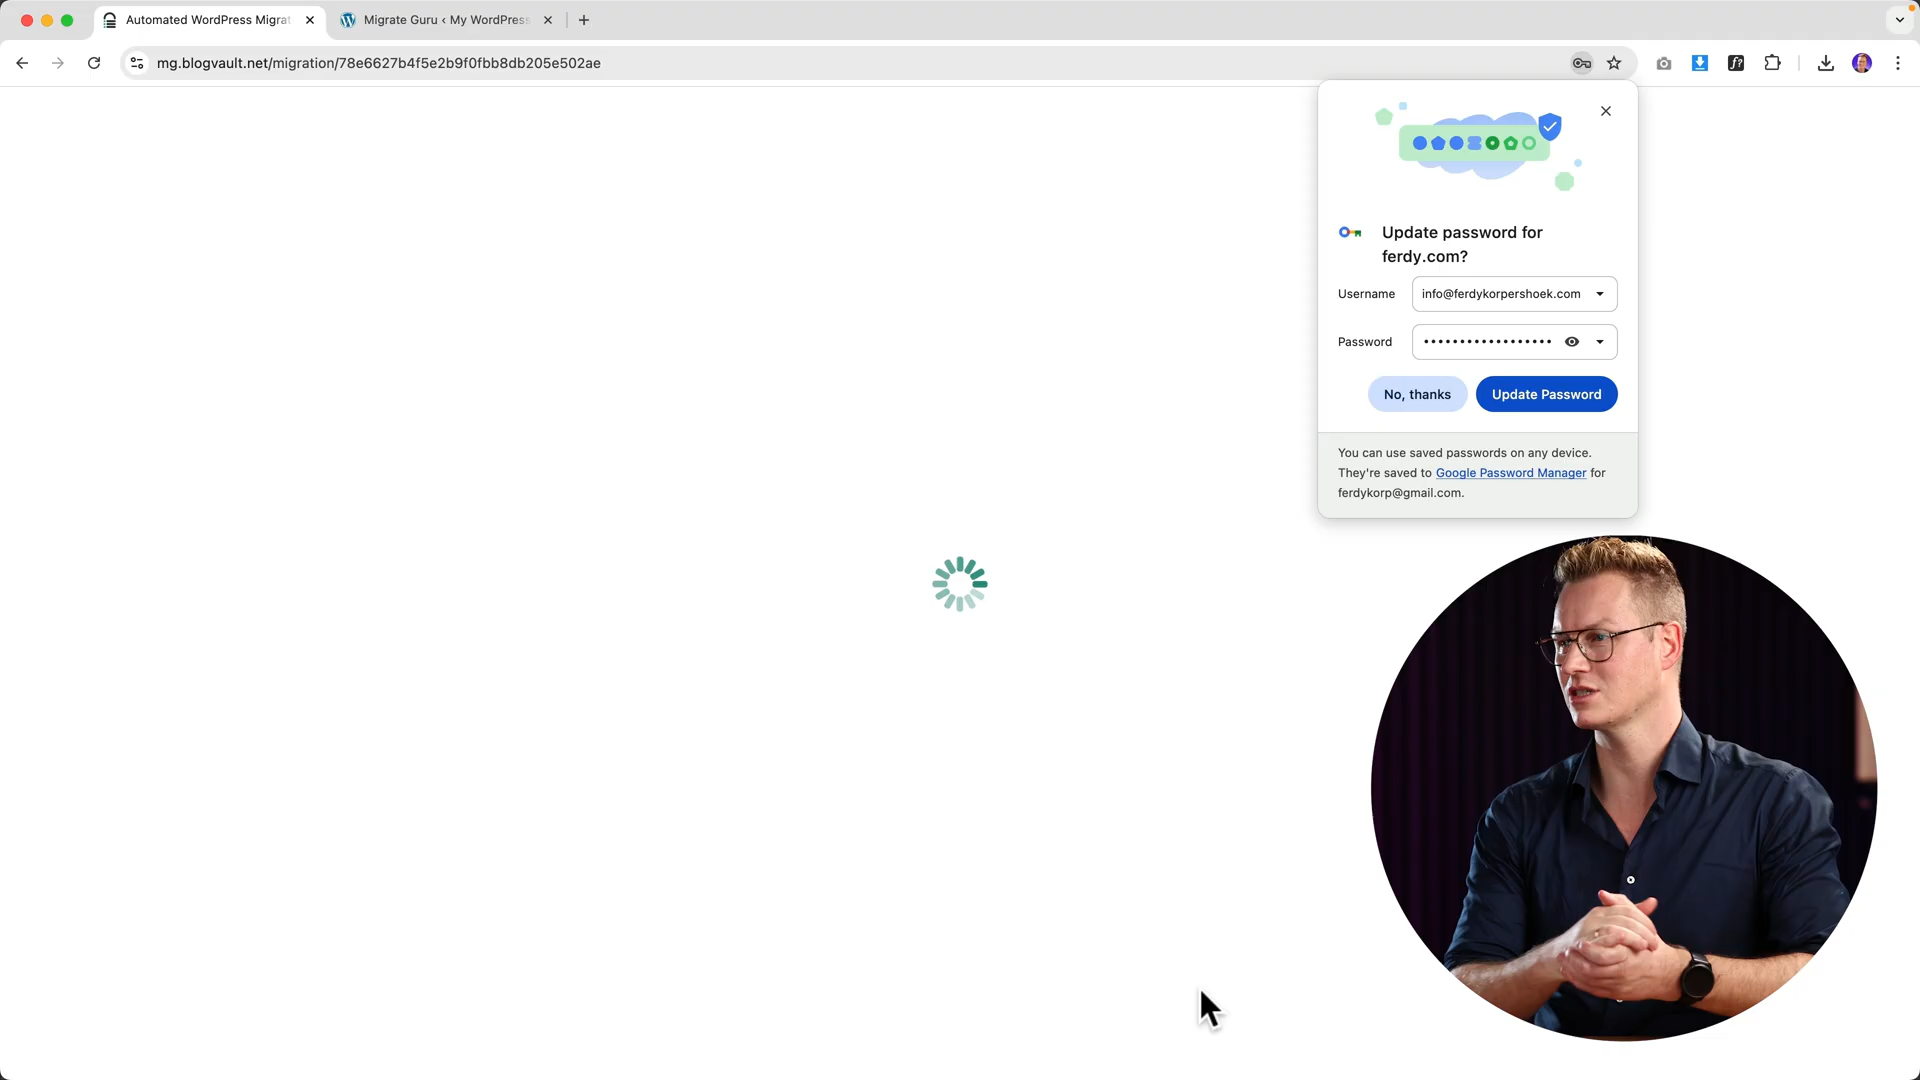 Automated WordPress Migrat
Migrate Guru ‹ My WordPress
mg.blogvault.net/migration/78e6627b4f5e2b9f0fbb8db205e502ae
f?
Update password for
ferdy.com?
Username
info@ferdykorpershoek.com
Password
••••••••••••••••••
No, thanks
Update Password
You can use saved passwords on any device.
They're saved to Google Password Manager for
ferdykorp@gmail.com.